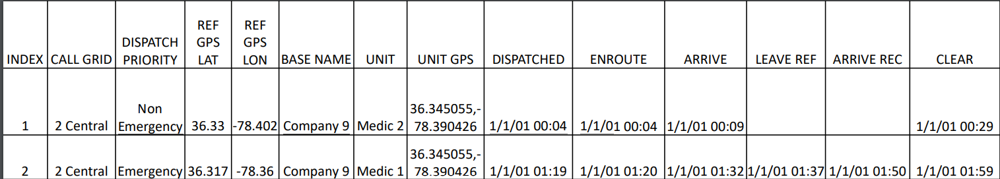 INDEX CALL GRID DISPATCH PRIORITY REF GPS LAT REF GPS LON BASE NAME UNIT UNIT GPS DISPATCHED ENROUTE ARRIVE LEAVE REF ARRIVE REC CLEAR
1 2 Central Non Emergency 36.33 -78.402 Company 9 Medic 2 36.345055,-78.390426 1/1/01 00:04 1/1/01 00:04 1/1/01 00:09 1/1/01 00:29
2 2 Central Emergency 36.317 -78.36 Company 9 Medic 1 36.345055,-78.390426 1/1/01 01:19 1/1/01 01:20 1/1/01 01:32 1/1/01 01:37 1/1/01 01:50 1/1/01 01:59